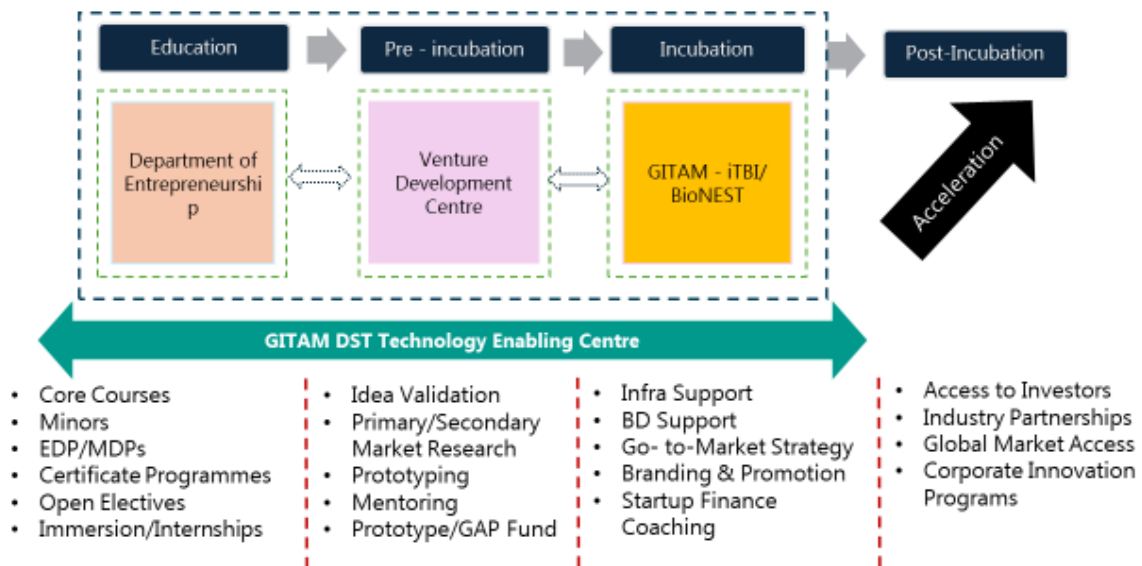 Education
Pre - incubation
Incubation
Post-Incubation
Department of
Entrepreneurshi
p
Venture
Development
Centre
GITAM - iTBI/
BioNEST
Acceleration
GITAM DST Technology Enabling Centre
• Core Courses
• Minors
• EDP/MDPs
• Certificate Programmes
• Open Electives
• Immersion/Internships
• Idea Validation
• Primary/Secondary
Market Research
• Prototyping
• Mentoring
• Prototype/GAP Fund
• Infra Support
• BD Support
• Go- to-Market Strategy
• Branding & Promotion
• Startup Finance
Coaching
• Access to Investors
• Industry Partnerships
• Global Market Access
• Corporate Innovation
Programs